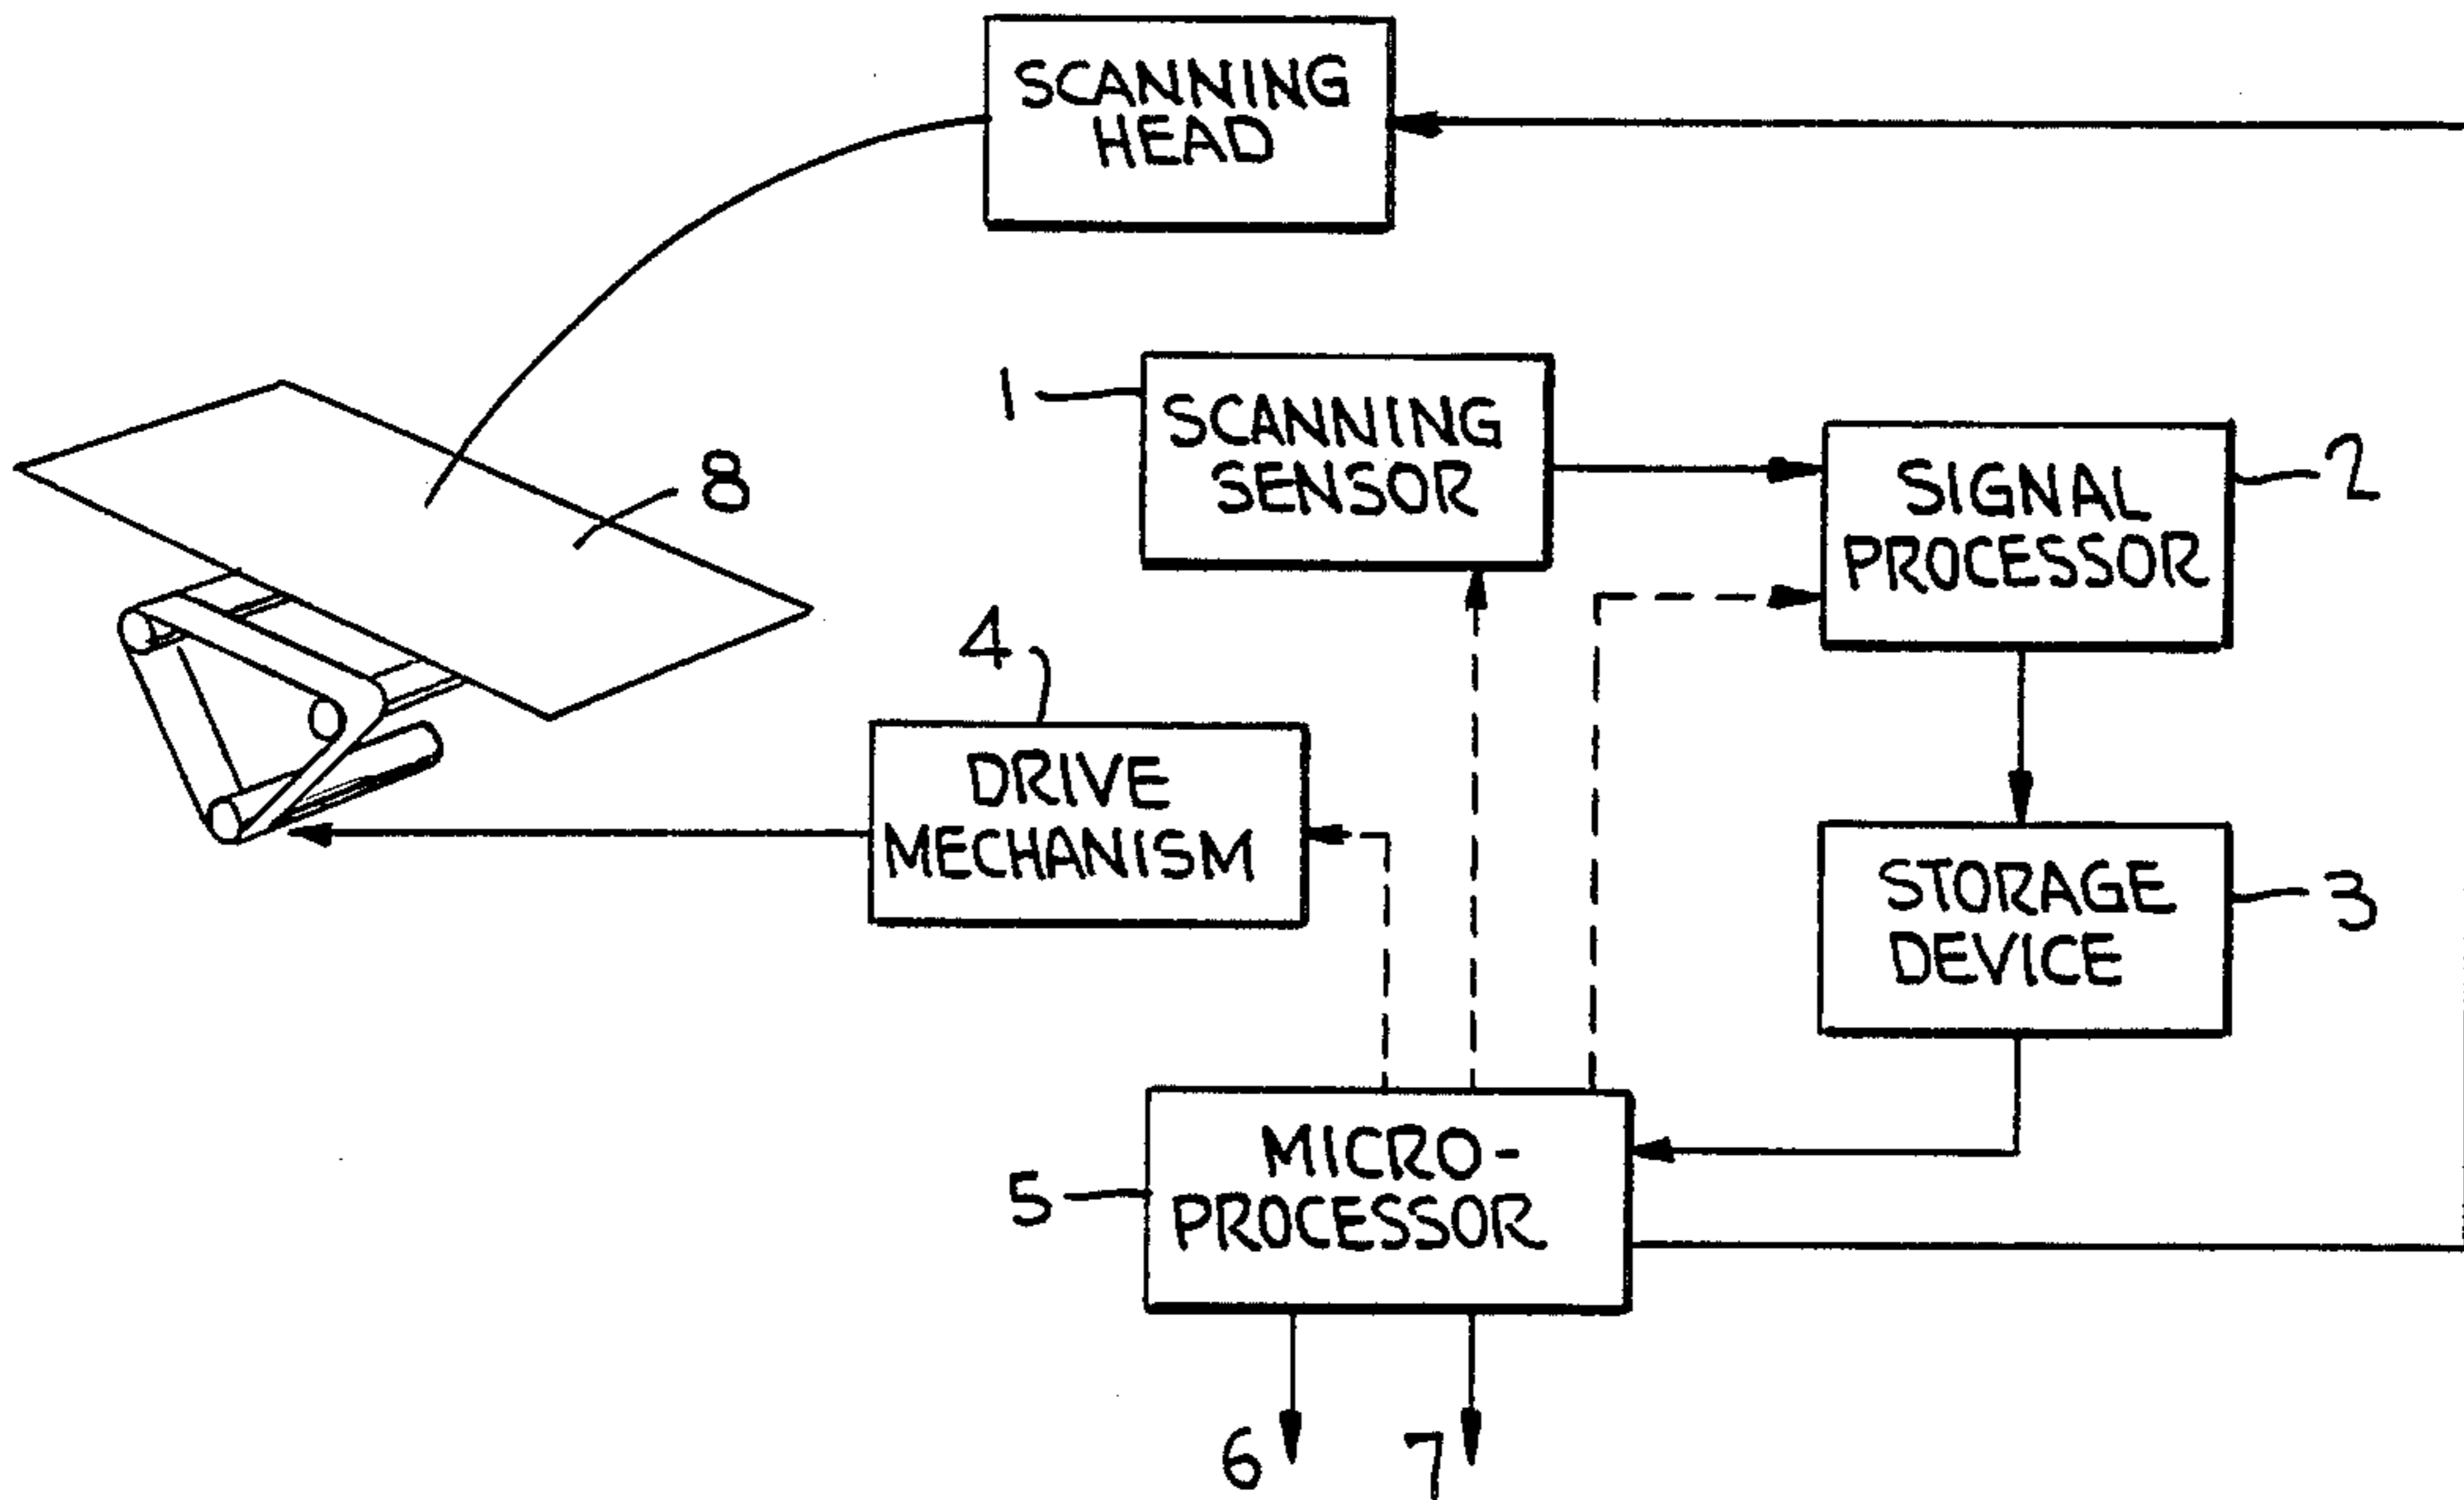 SCANNING
HEAD
1
SCANNING
SENSOR
2
SIGNAL
PROCESSOR
8
4
DRIVE
MECHANISM
3
STORAGE
DEVICE
5
MICRO-
PROCESSOR
6
7